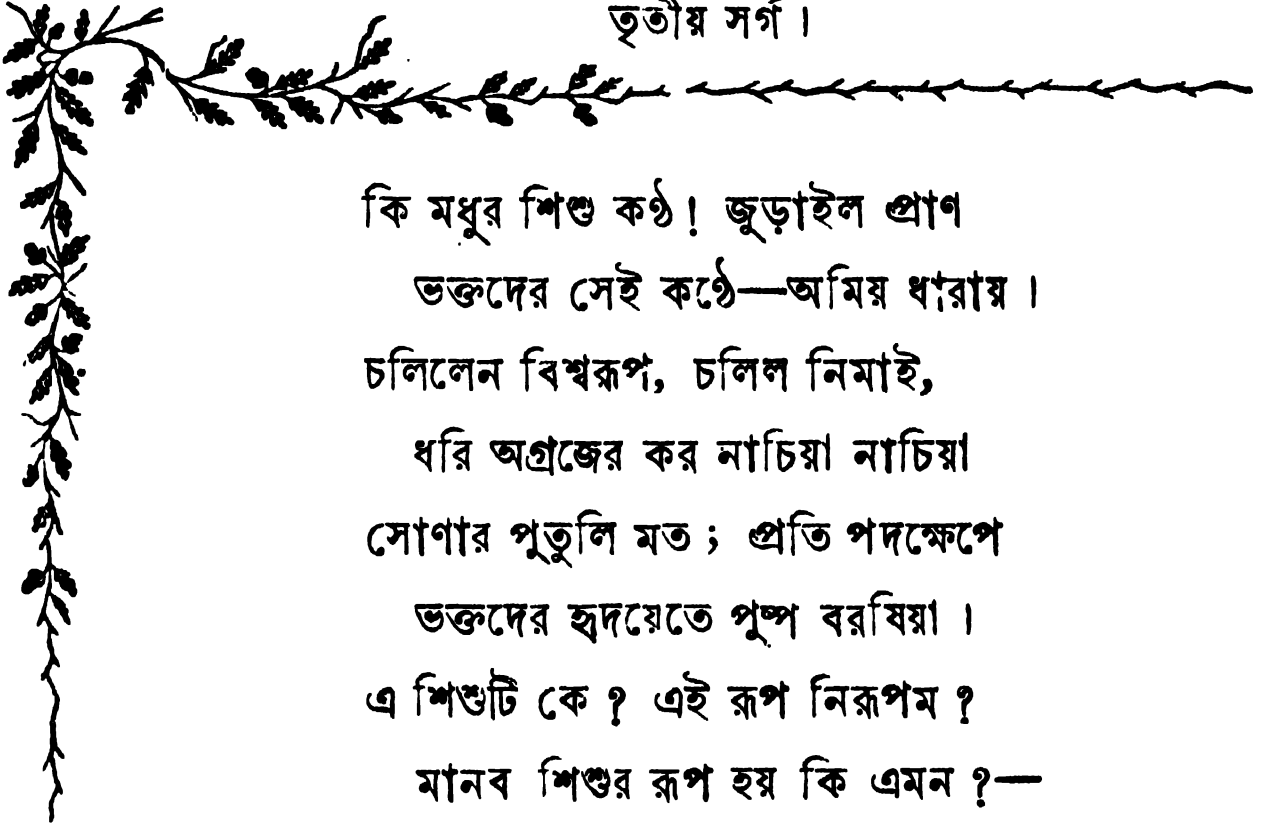 তৃতীয় সর্গ।
কি মধুর শিশু কণ্ঠ! জুড়াইল প্রাণ
ভক্তদের সেই কণ্ঠে—অমিয় ধারায়।
চলিলেন বিশ্বরূপ, চলিল নিমাই,
ধরি অগ্রজের কর নাচিয়া নাচিয়া
সোণার পুতুলি মত; প্রতি পদক্ষেপে
ভক্তদের হৃদয়েতে পুষ্প বরষিয়া।
এ শিশুটি কে? এই রূপ নিরূপম?
মানব শিশুর রূপ হয় কি এমন?—